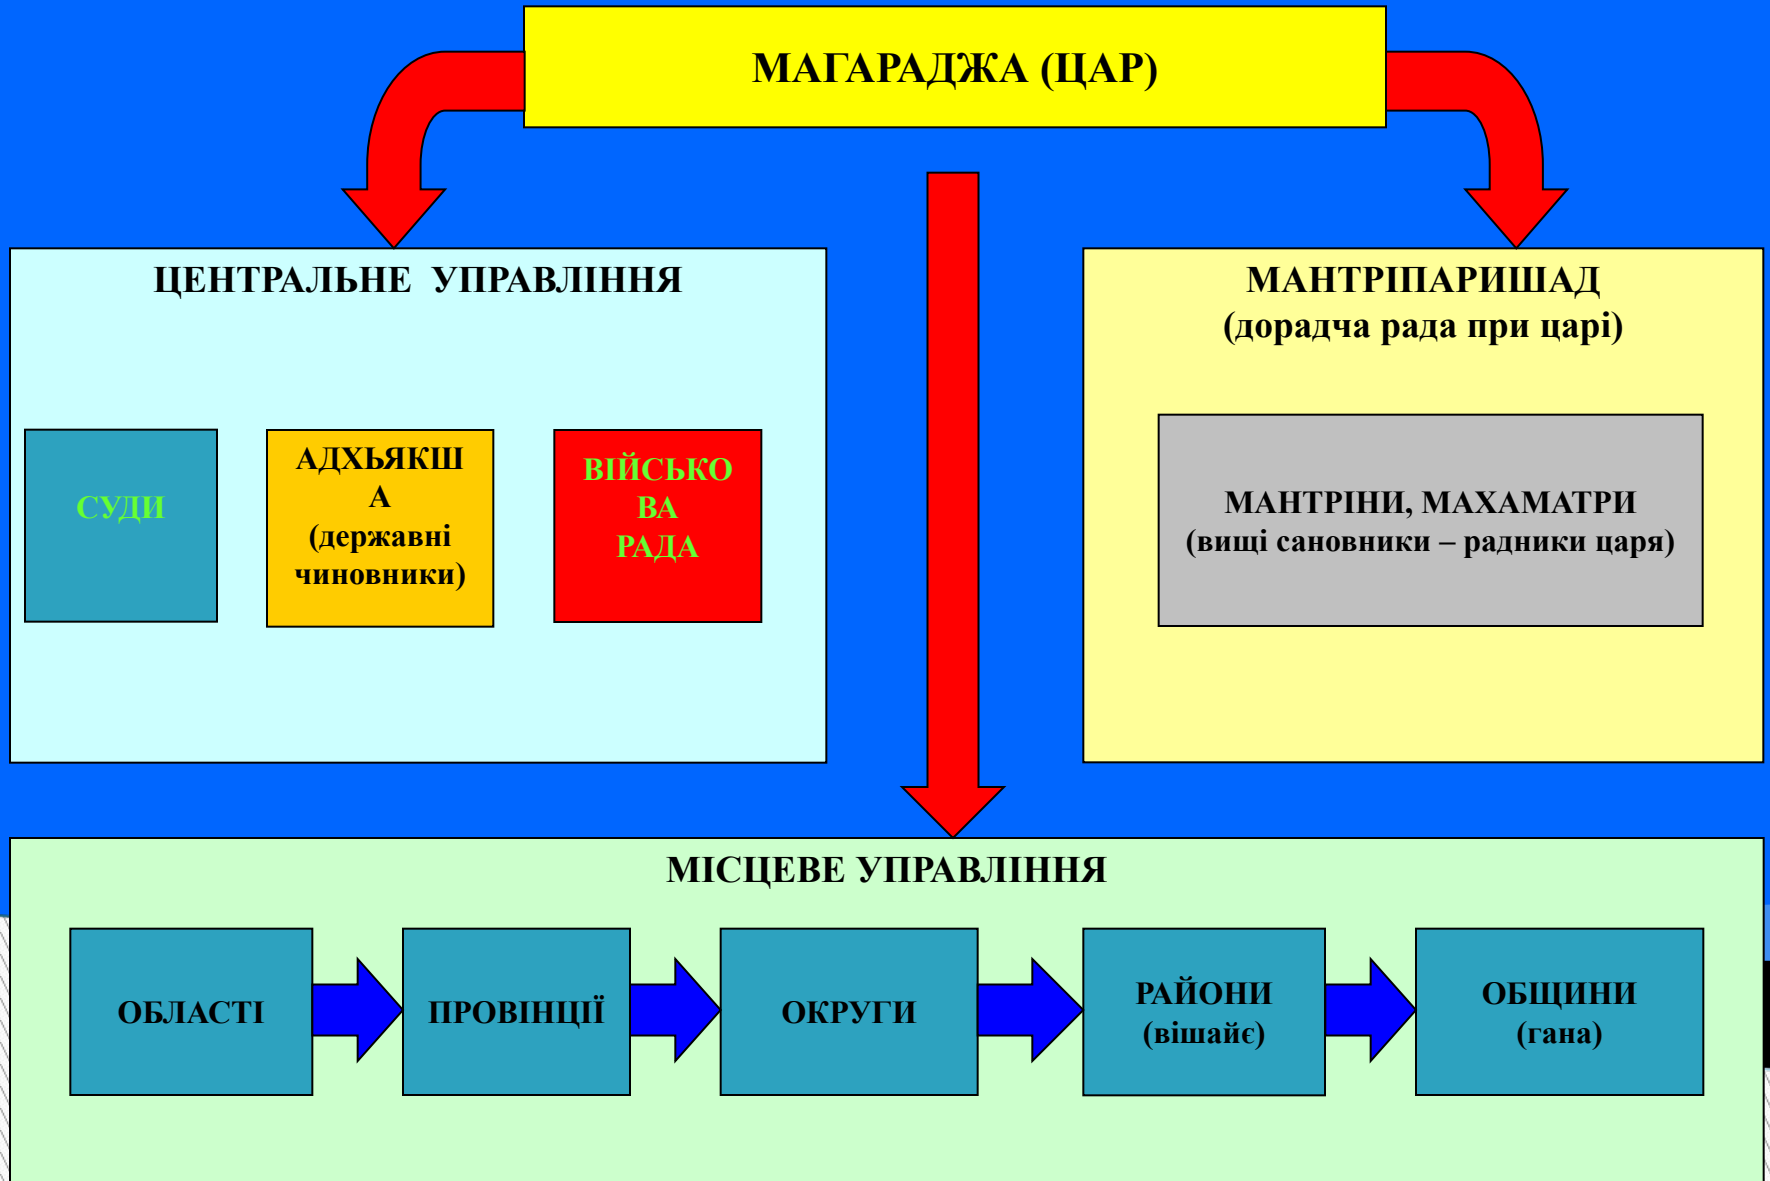 МАГАРАДЖА (ЦАР)
ЦЕНТРАЛЬНЕ УПРАВЛІННЯ
СУДИ
АДХЬЯКШ
А
(державні
чиновники)
ВІЙСЬКО
ВА
РАДА
МАНТРІПАРИШАД
(дорадча рада при царі)
МАНТРІНИ, МАХАМАТРИ
(вищі сановники – радники царя)
МІСЦЕВЕ УПРАВЛІННЯ
ОБЛАСТІ
ПРОВІНЦІЇ
ОКРУГИ
РАЙОНИ
(вішайє)
ОБЩИНИ
(гана)